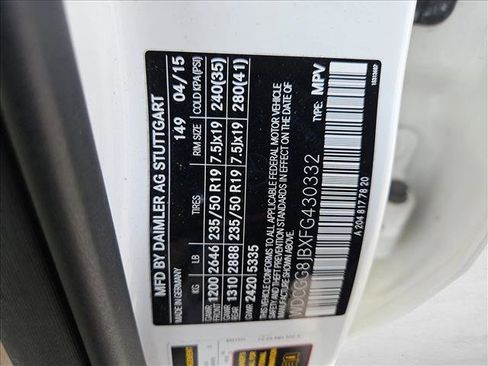 MFD BY DAIMLER AG STUTTGART
149 04/15
KG LB TIRES RIM SIZE COLD KPA(PSI)
GAWR FRONT 1200 2646 235/50 R19 7.5Jx19 240(35)
GAWR REAR 1310 2888 235/50 R19 7.5Jx19 280(41)
GVWR 2420 5335
THIS VEHICLE CONFORMS TO ALL APPLICABLE FEDERAL MOTOR VEHICLE
SAFETY AND THEFT PREVENTION STANDARDS IN EFFECT ON THE DATE OF
MANUFACTURE SHOWN ABOVE
WDCGG8JBXFG430332 TYPE: MPV
A 204 817 78 20